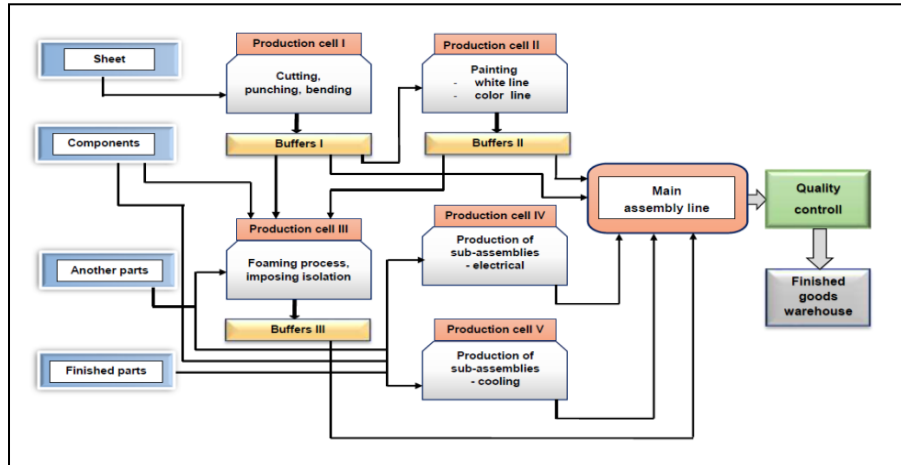 Production cell I
Production cell II
Sheet
Cutting,
punching, bending
Painting
- white line
- color line
Components
Buffers I
Buffers II
Main
assembly line
Quality
controll
Production cell III
Production cell IV
Another parts
Foaming process,
imposing isolation
Production of
sub-assemblies
- electrical
Finished
goods
warehouse
Buffers III
Production cell V
Finished parts
Production of
sub-assemblies
- cooling